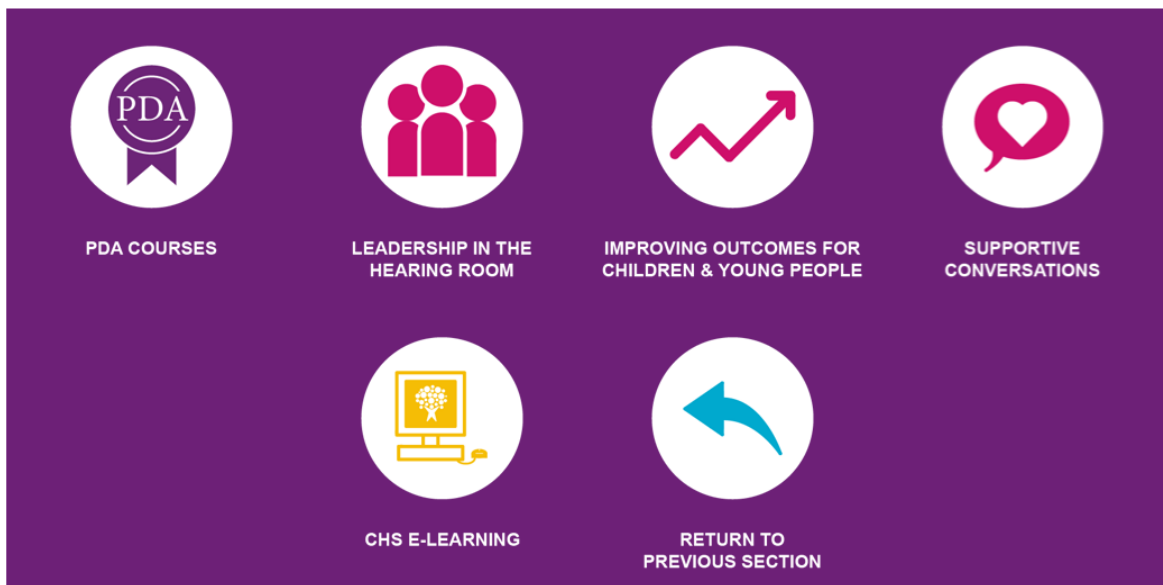 PDA
PDA COURSES
LEADERSHIP IN THE
HEARING ROOM
IMPROVING OUTCOMES FOR
CHILDREN & YOUNG PEOPLE
SUPPORTIVE
CONVERSATIONS
CHS E-LEARNING
RETURN TO
PREVIOUS SECTION